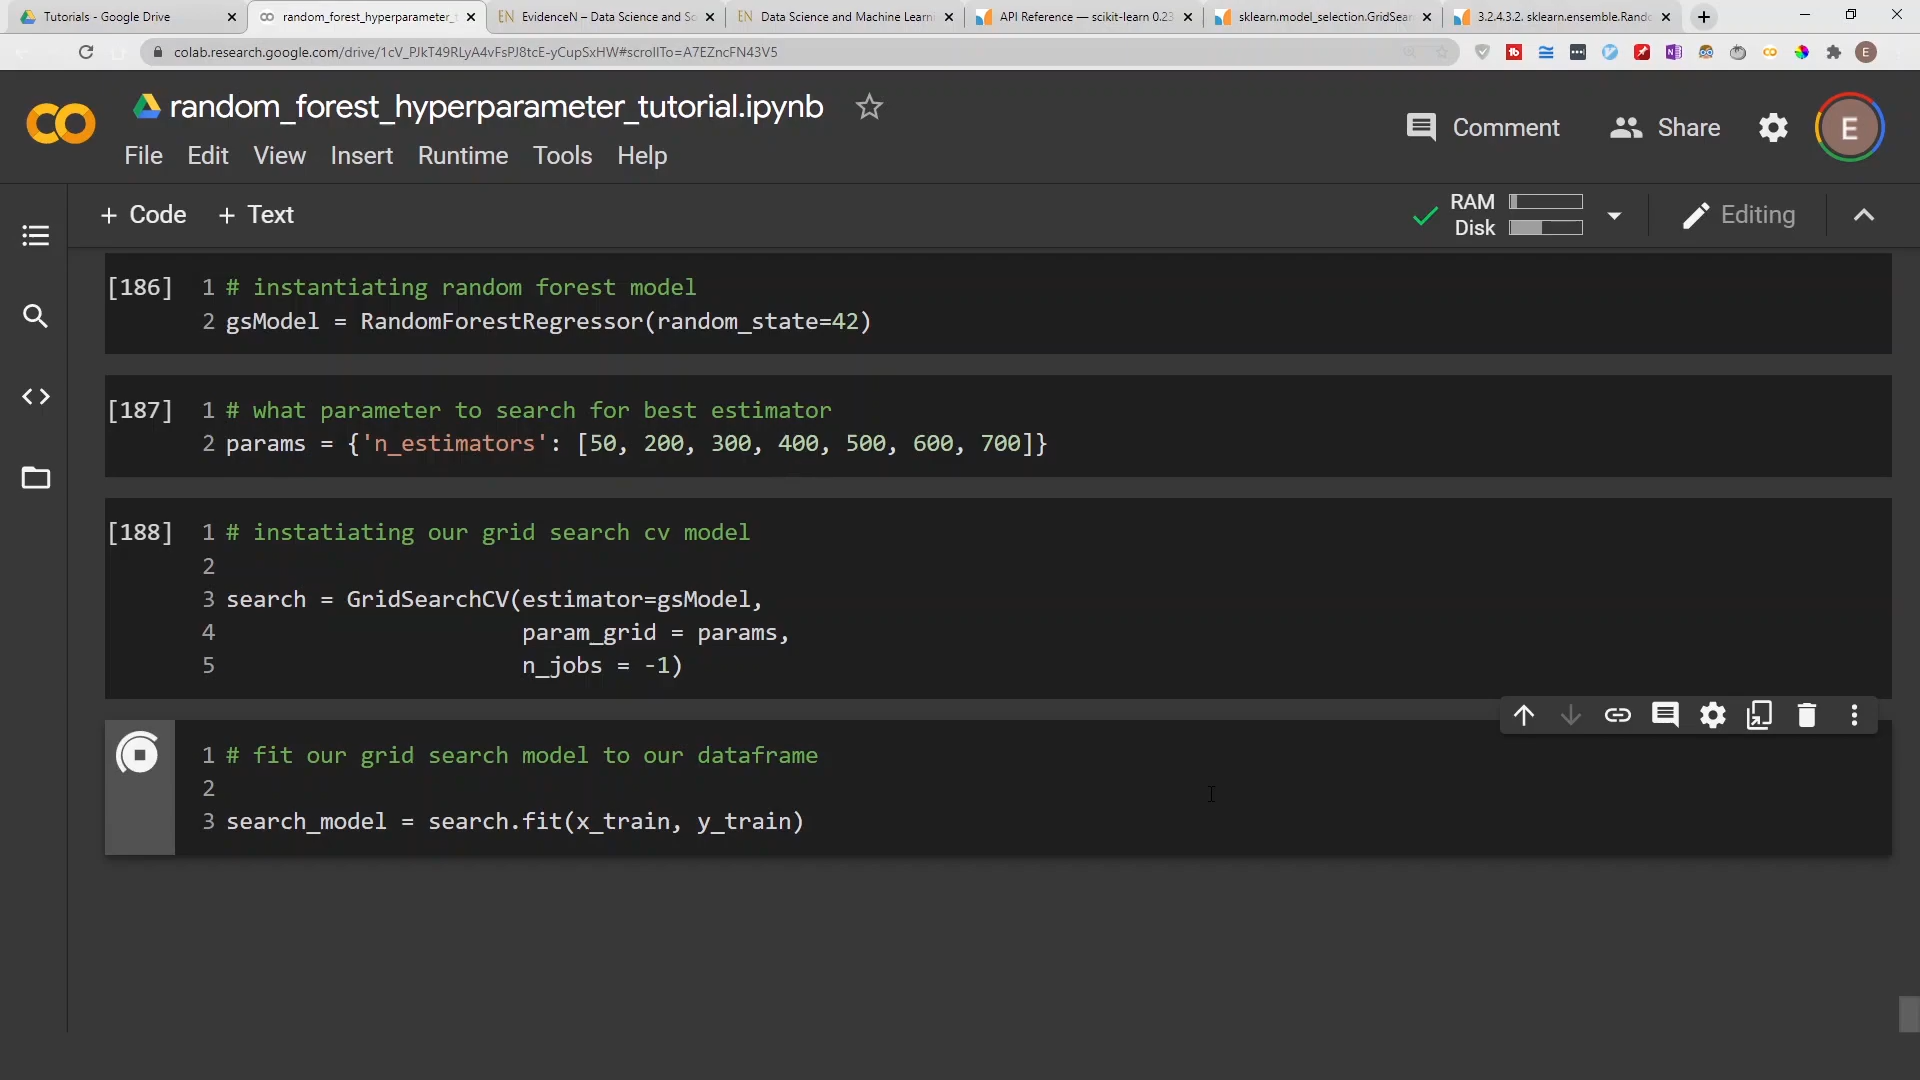 Tutorials - Google Drive
random_forest_hyperparameter_t
EN EvidenceN – Data Science and So
EN Data Science and Machine Learni
API Reference — scikit-learn 0.23
sklearn.model_selection.GridSear
3.2.4.3.2. sklearn.ensemble.Rando
colab.research.google.com/drive/1cV_PJkT49RLyA4vFsPJ8tcE-yCupSxHW#scrollTo=A7EZncFN43V5
E
random_forest_hyperparameter_tutorial.ipynb
Comment
Share
E
File Edit View Insert Runtime Tools Help
+ Code + Text
RAM
Disk
Editing
[186] 1 # instantiating random forest model
2 gsModel = RandomForestRegressor(random_state=42)
[187] 1 # what parameter to search for best estimator
2 params = {'n_estimators': [50, 200, 300, 400, 500, 600, 700]}
[188] 1 # instatiating our grid search cv model
2
3 search = GridSearchCV(estimator=gsModel,
4 param_grid = params,
5 n_jobs = -1)
1 # fit our grid search model to our dataframe
2
3 search_model = search.fit(x_train, y_train)